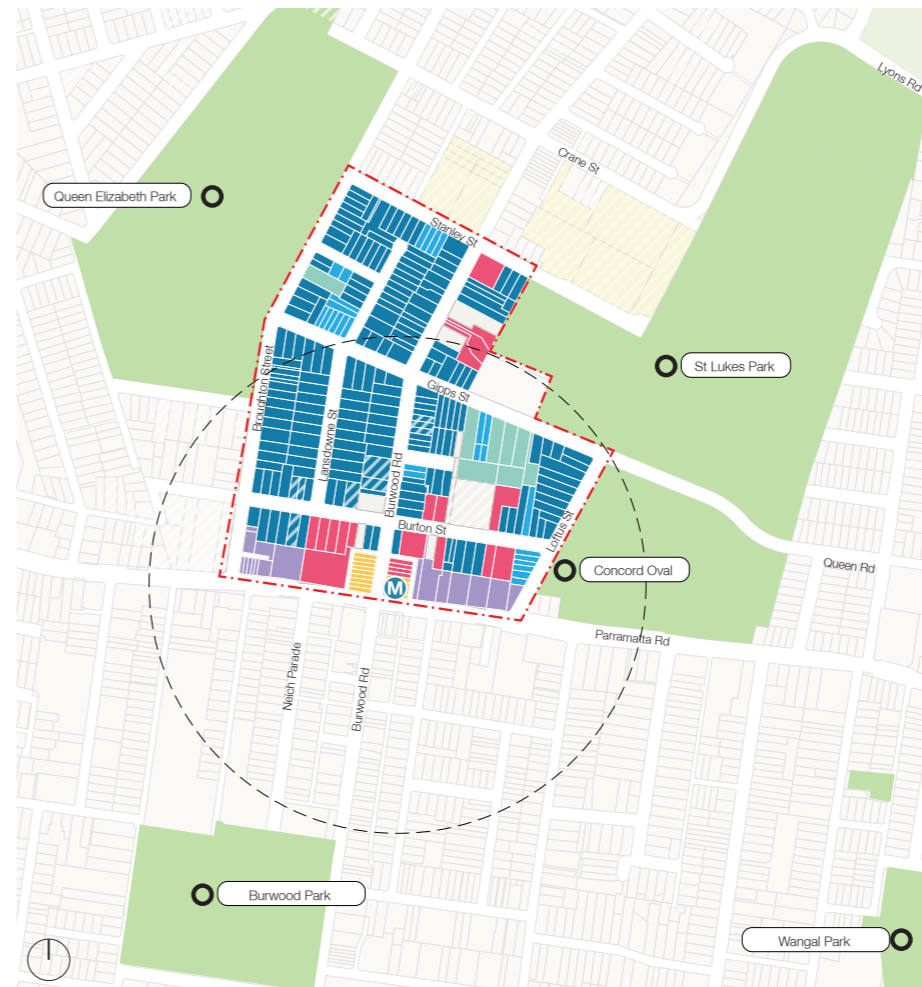 Lyons Rd
Crane St
Queen Elizabeth Park
Stanley St
St Lukes Park
Broughton Street
Gipps St
Lansdowne St
Burwood Rd
Burton St
Loftus St
Concord Oval
Queen Rd
M
Parramatta Rd
Neich Parade
Burwood Rd
Burwood Park
Wangal Park